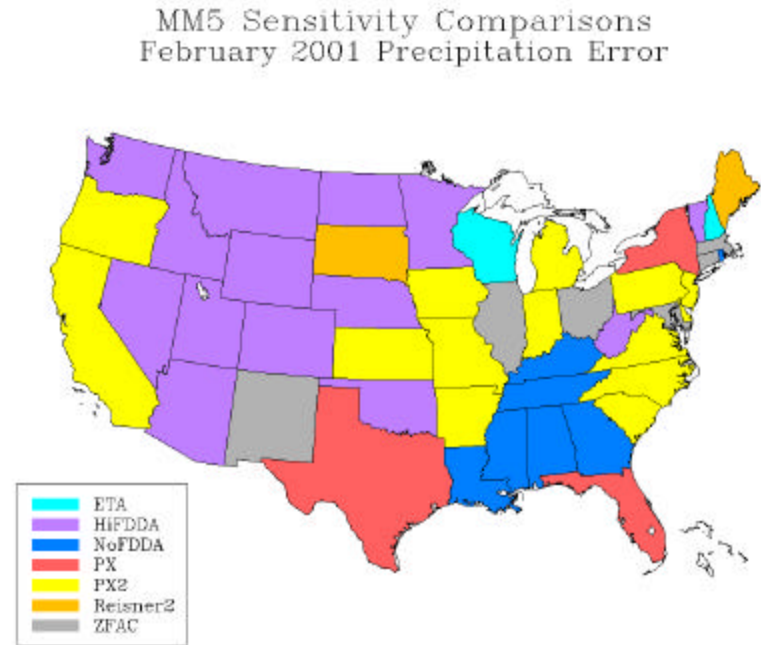 MM5 Sensitivity Comparisons
February 2001 Precipitation Error
ETA
HiFDDA
NoFDDA
PX
PX2
Reisner2
ZFAC